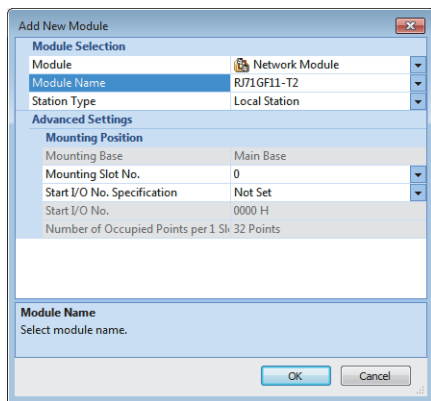 Add New Module
Module Selection
Module Network Module
Module Name RJ71GF11-T2
Station Type Local Station
Advanced Settings
Mounting Position
Mounting Base Main Base
Mounting Slot No. 0
Start I/O No. Specification Not Set
Start I/O No. 0000 H
Number of Occupied Points per 1 Sl 32 Points
Module Name
Select module name.
OK Cancel